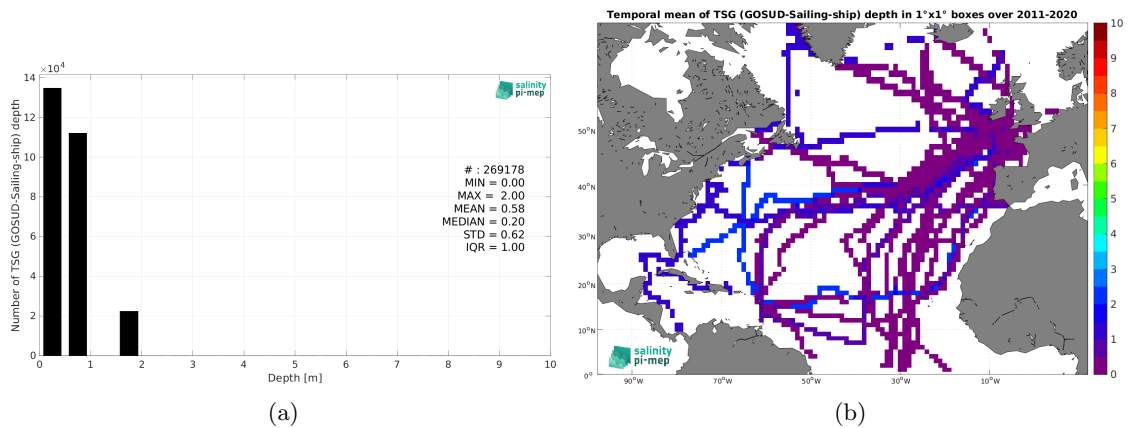 ×10⁴
14
12
10
8
6
4
2
0
Number of TSG (GOSUD-Sailing-ship) depth
salinity
pi-mep
# : 269178
MIN = 0.00
MAX = 2.00
MEAN = 0.58
MEDIAN = 0.20
STD = 0.62
IQR = 1.00
0 1 2 3 4 5 6 7 8 9 10
Depth [m]
(a)
Temporal mean of TSG (GOSUD-Sailing-ship) depth in 1°x1° boxes over 2011-2020
50°N
40°N
30°N
20°N
10°N
0°
90°W 70°W 50°W 30°W 10°W
salinity
pi-mep
10
9
8
7
6
5
4
3
2
1
0
(b)